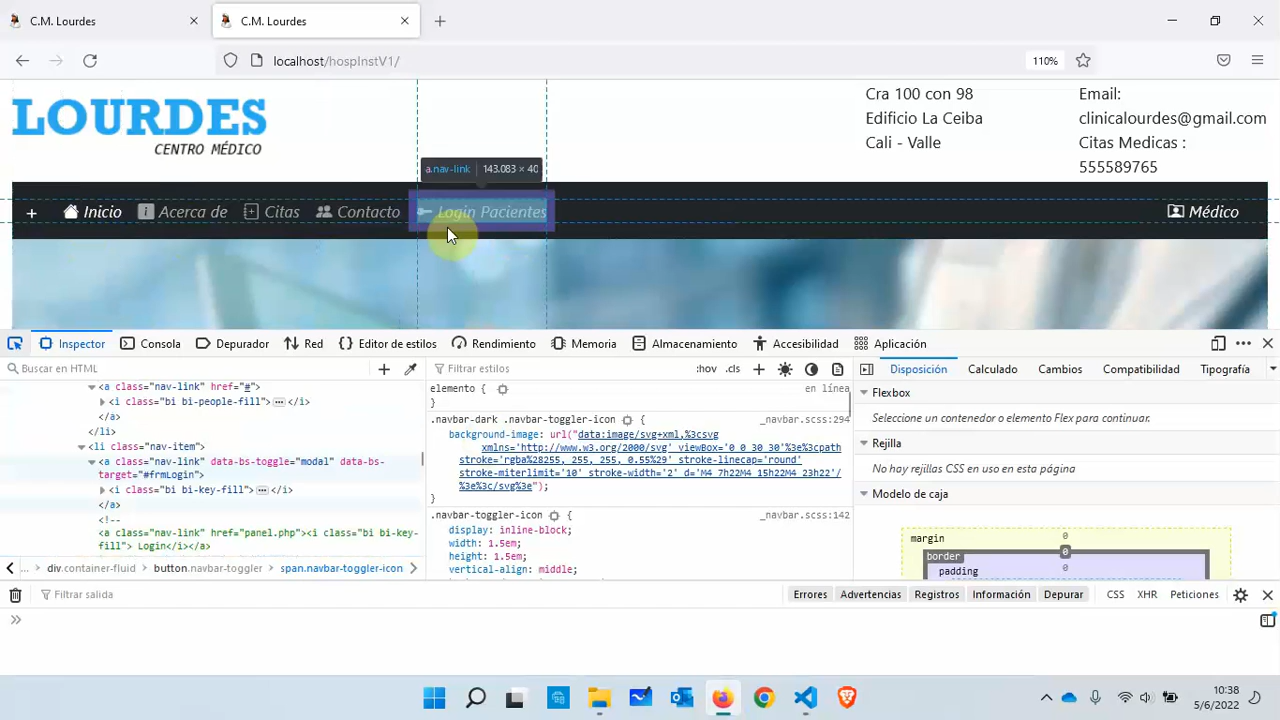 C.M. Lourdes
C.M. Lourdes
localhost/hospInstV1/
110%
LOURDES
CENTRO MÉDICO
Cra 100 con 98
Edificio La Ceiba
Cali - Valle
Email:
clinicalourdes@gmail.com
Citas Medicas :
555589765
a.nav-link 143.083 × 40
+ Inicio Acerca de Citas Contacto Login Pacientes Médico
Inspector Consola Depurador Red Editor de estilos Rendimiento Memoria Almacenamiento Accesibilidad Aplicación
Buscar en HTML
Filtrar estilos
:hov .cls
Disposición Calculado Cambios Compatibilidad Tipografía
<a class="nav-link" href="#">
<i class="bi bi-people-fill"></i>
</a>
</li>
<li class="nav-item">
<a class="nav-link" data-bs-toggle="modal" data-bs-
target="#frmLogin">
<i class="bi bi-key-fill"></i>
</a>
<!--
<a class="nav-link" href="panel.php"><i class="bi bi-key-
fill"> Login</i></a>
... div.container-fluid button.navbar-toggler span.navbar-toggler-icon
elemento { en línea
}
.navbar-dark .navbar-toggler-icon { _navbar.scss:294
background-image: url("data:image/svg+xml,%3csvg
xmlns='http://www.w3.org/2000/svg' viewBox='0 0 30 30'%3e%3cpath
stroke='rgba%28255, 255, 255, 0.55%29' stroke-linecap='round'
stroke-miterlimit='10' stroke-width='2' d='M4 7h22M4 15h22M4 23h22'/
%3e%3c/svg%3e");
}
.navbar-toggler-icon { _navbar.scss:142
display: inline-block;
width: 1.5em;
height: 1.5em;
vertical-align: middle;
Flexbox
Seleccione un contenedor o elemento Flex para continuar.
Rejilla
No hay rejillas CSS en uso en esta página
Modelo de caja
margin 0
border 0
padding 0
Filtrar salida
Errores Advertencias Registros Información Depurar CSS XHR Peticiones
10:38
5/6/2022